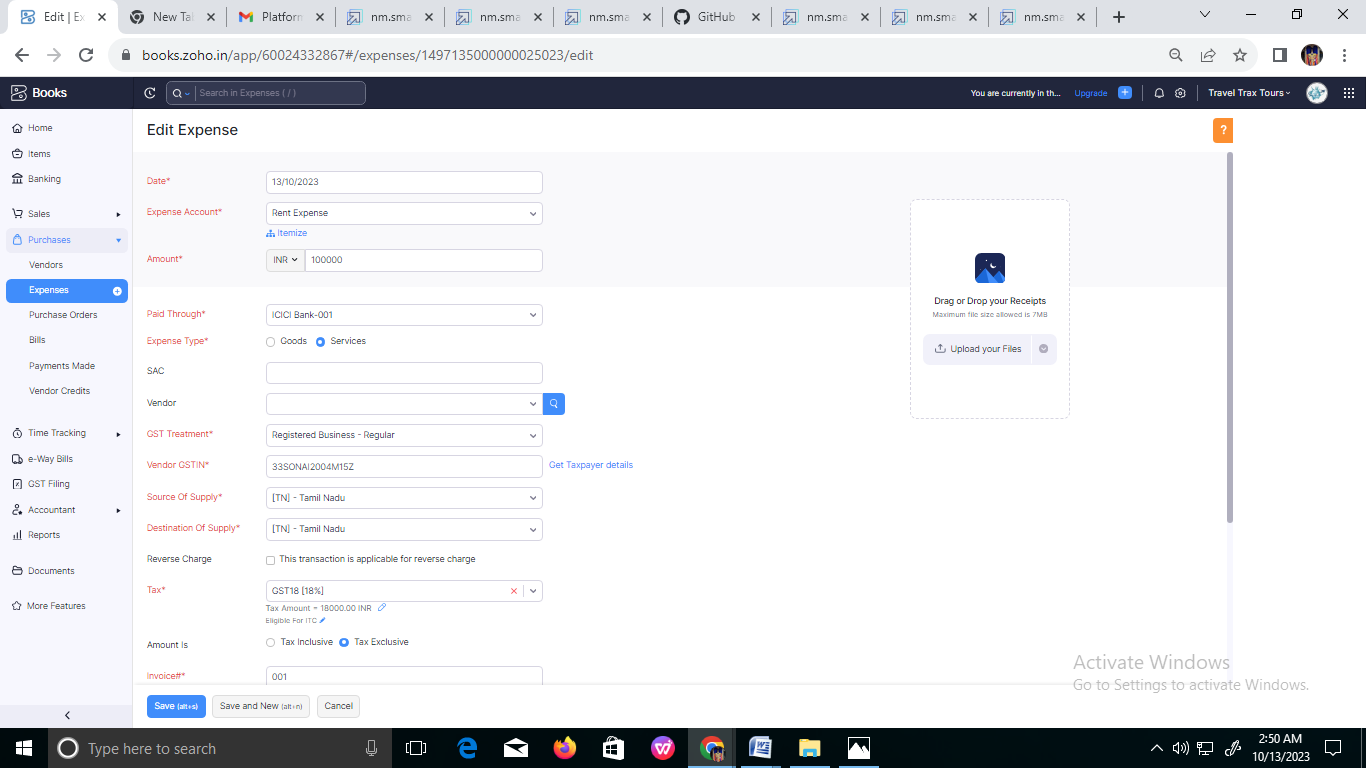 Edit | Ex
New Tal
Platform
nm.sma
nm.sma
nm.sma
GitHub
nm.sma
nm.sma
nm.sma
books.zoho.in/app/60024332867#/expenses/1497135000000025023/edit
Books
Search in Expenses ( / )
You are currently in th...
Upgrade
Travel Trax Tours
Home
Items
Banking
Sales
Purchases
Vendors
Expenses
Purchase Orders
Bills
Payments Made
Vendor Credits
Time Tracking
e-Way Bills
GST Filing
Accountant
Reports
Documents
More Features
Edit Expense
?
Date* 13/10/2023
Expense Account* Rent Expense
Itemize
Amount* INR 100000
Paid Through* ICICI Bank-001
Expense Type* Goods Services
SAC
Vendor
GST Treatment* Registered Business - Regular
Vendor GSTIN* 33SONAI2004M15Z Get Taxpayer details
Source Of Supply* [TN] - Tamil Nadu
Destination Of Supply* [TN] - Tamil Nadu
Reverse Charge This transaction is applicable for reverse charge
Tax* GST18 [18%]
Tax Amount = 18000.00 INR
Eligible For ITC
Amount Is Tax Inclusive Tax Exclusive
Invoice#* 001
Drag or Drop your Receipts
Maximum file size allowed is 7MB
Upload your Files
Save (alt+s) Save and New (alt+n) Cancel
Activate Windows
Go to Settings to activate Windows.
Type here to search
2:50 AM
10/13/2023